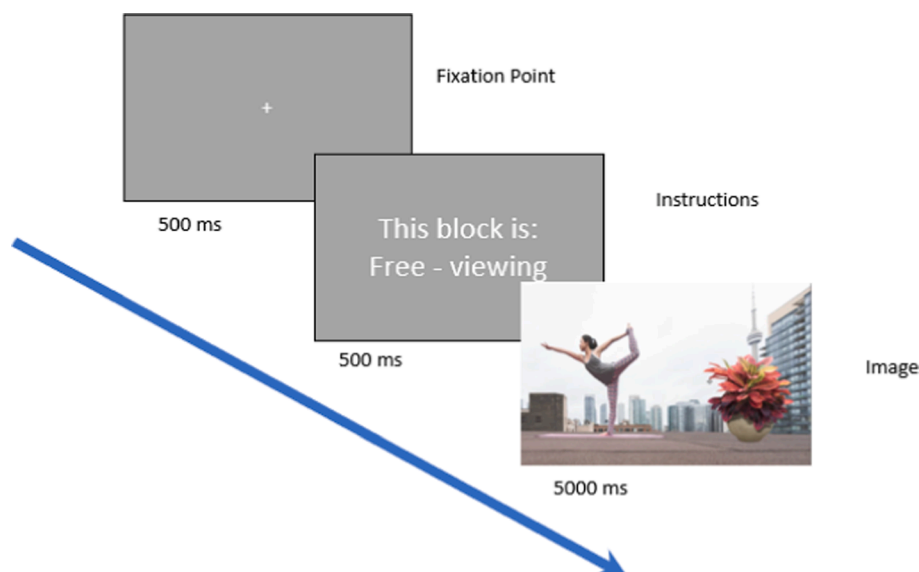 Fixation Point
+
500 ms
Instructions
This block is:
Free - viewing
500 ms
Image
5000 ms